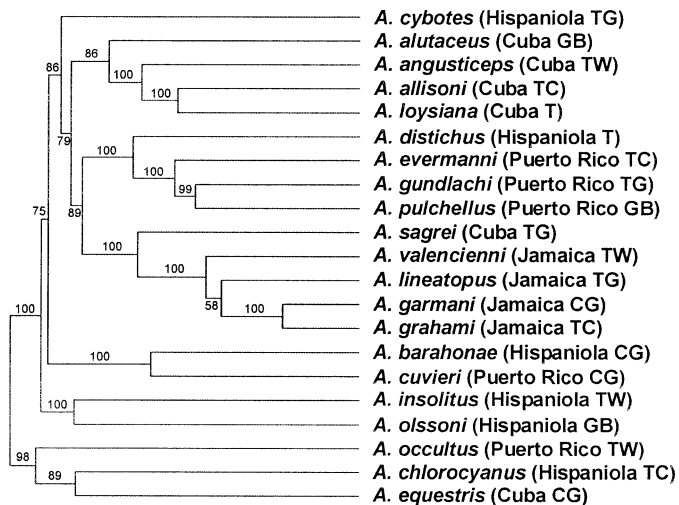 A. cybotes (Hispaniola TG)
86
86
A. alutaceus (Cuba GB)
A. angusticeps (Cuba TW)
100
A. allisoni (Cuba TC)
100
A. loysiana (Cuba T)
79
A. distichus (Hispaniola T)
100
A. evermanni (Puerto Rico TC)
100
A. gundlachi (Puerto Rico TG)
99
A. pulchellus (Puerto Rico GB)
75
89
A. sagrei (Cuba TG)
100
A. valencienni (Jamaica TW)
100
A. lineatopus (Jamaica TG)
58
A. garmani (Jamaica CG)
100
A. grahami (Jamaica TC)
100
A. barahonae (Hispaniola CG)
100
A. cuvieri (Puerto Rico CG)
A. insolitus (Hispaniola TW)
100
A. olssoni (Hispaniola GB)
A. occultus (Puerto Rico TW)
98
A. chlorocyanus (Hispaniola TC)
89
A. equestris (Cuba CG)